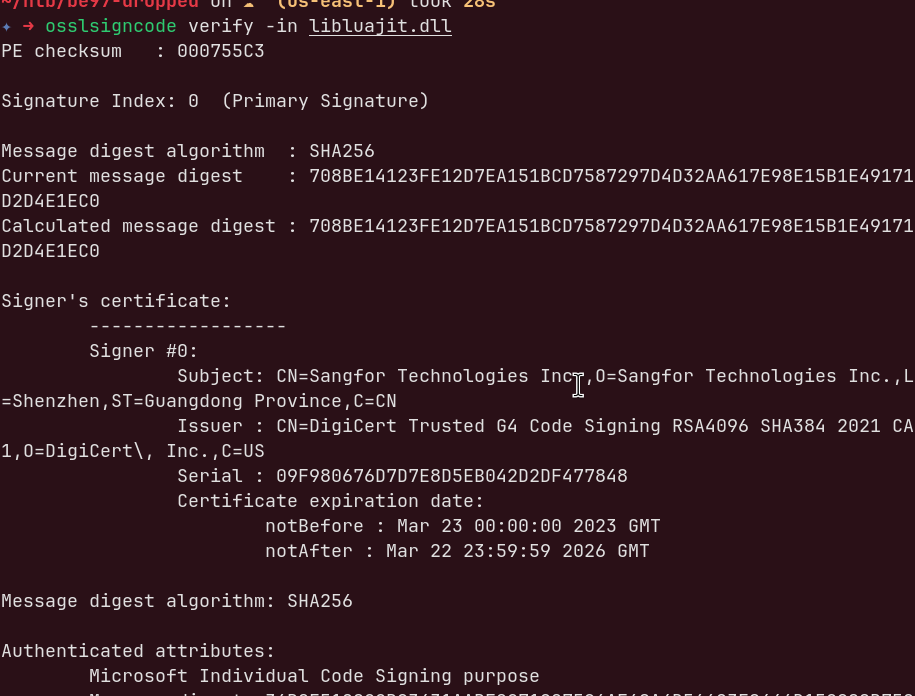 ~/htb/be97-dropped on ☁ (us-east-1) took 28s
✦ → osslsigncode verify -in libluajit.dll
PE checksum   : 000755C3
Signature Index: 0  (Primary Signature)
Message digest algorithm  : SHA256
Current message digest    : 708BE14123FE12D7EA151BCD7587297D4D32AA617E98E15B1E49171
D2D4E1EC0
Calculated message digest : 708BE14123FE12D7EA151BCD7587297D4D32AA617E98E15B1E49171
D2D4E1EC0
Signer's certificate:
------------------
Signer #0:
Subject: CN=Sangfor Technologies Inc.,O=Sangfor Technologies Inc.,L
=Shenzhen,ST=Guangdong Province,C=CN
Issuer : CN=DigiCert Trusted G4 Code Signing RSA4096 SHA384 2021 CA
1,O=DigiCert\, Inc.,C=US
Serial : 09F980676D7D7E8D5EB042D2DF477848
Certificate expiration date:
notBefore : Mar 23 00:00:00 2023 GMT
notAfter : Mar 22 23:59:59 2026 GMT
Message digest algorithm: SHA256
Authenticated attributes:
Microsoft Individual Code Signing purpose